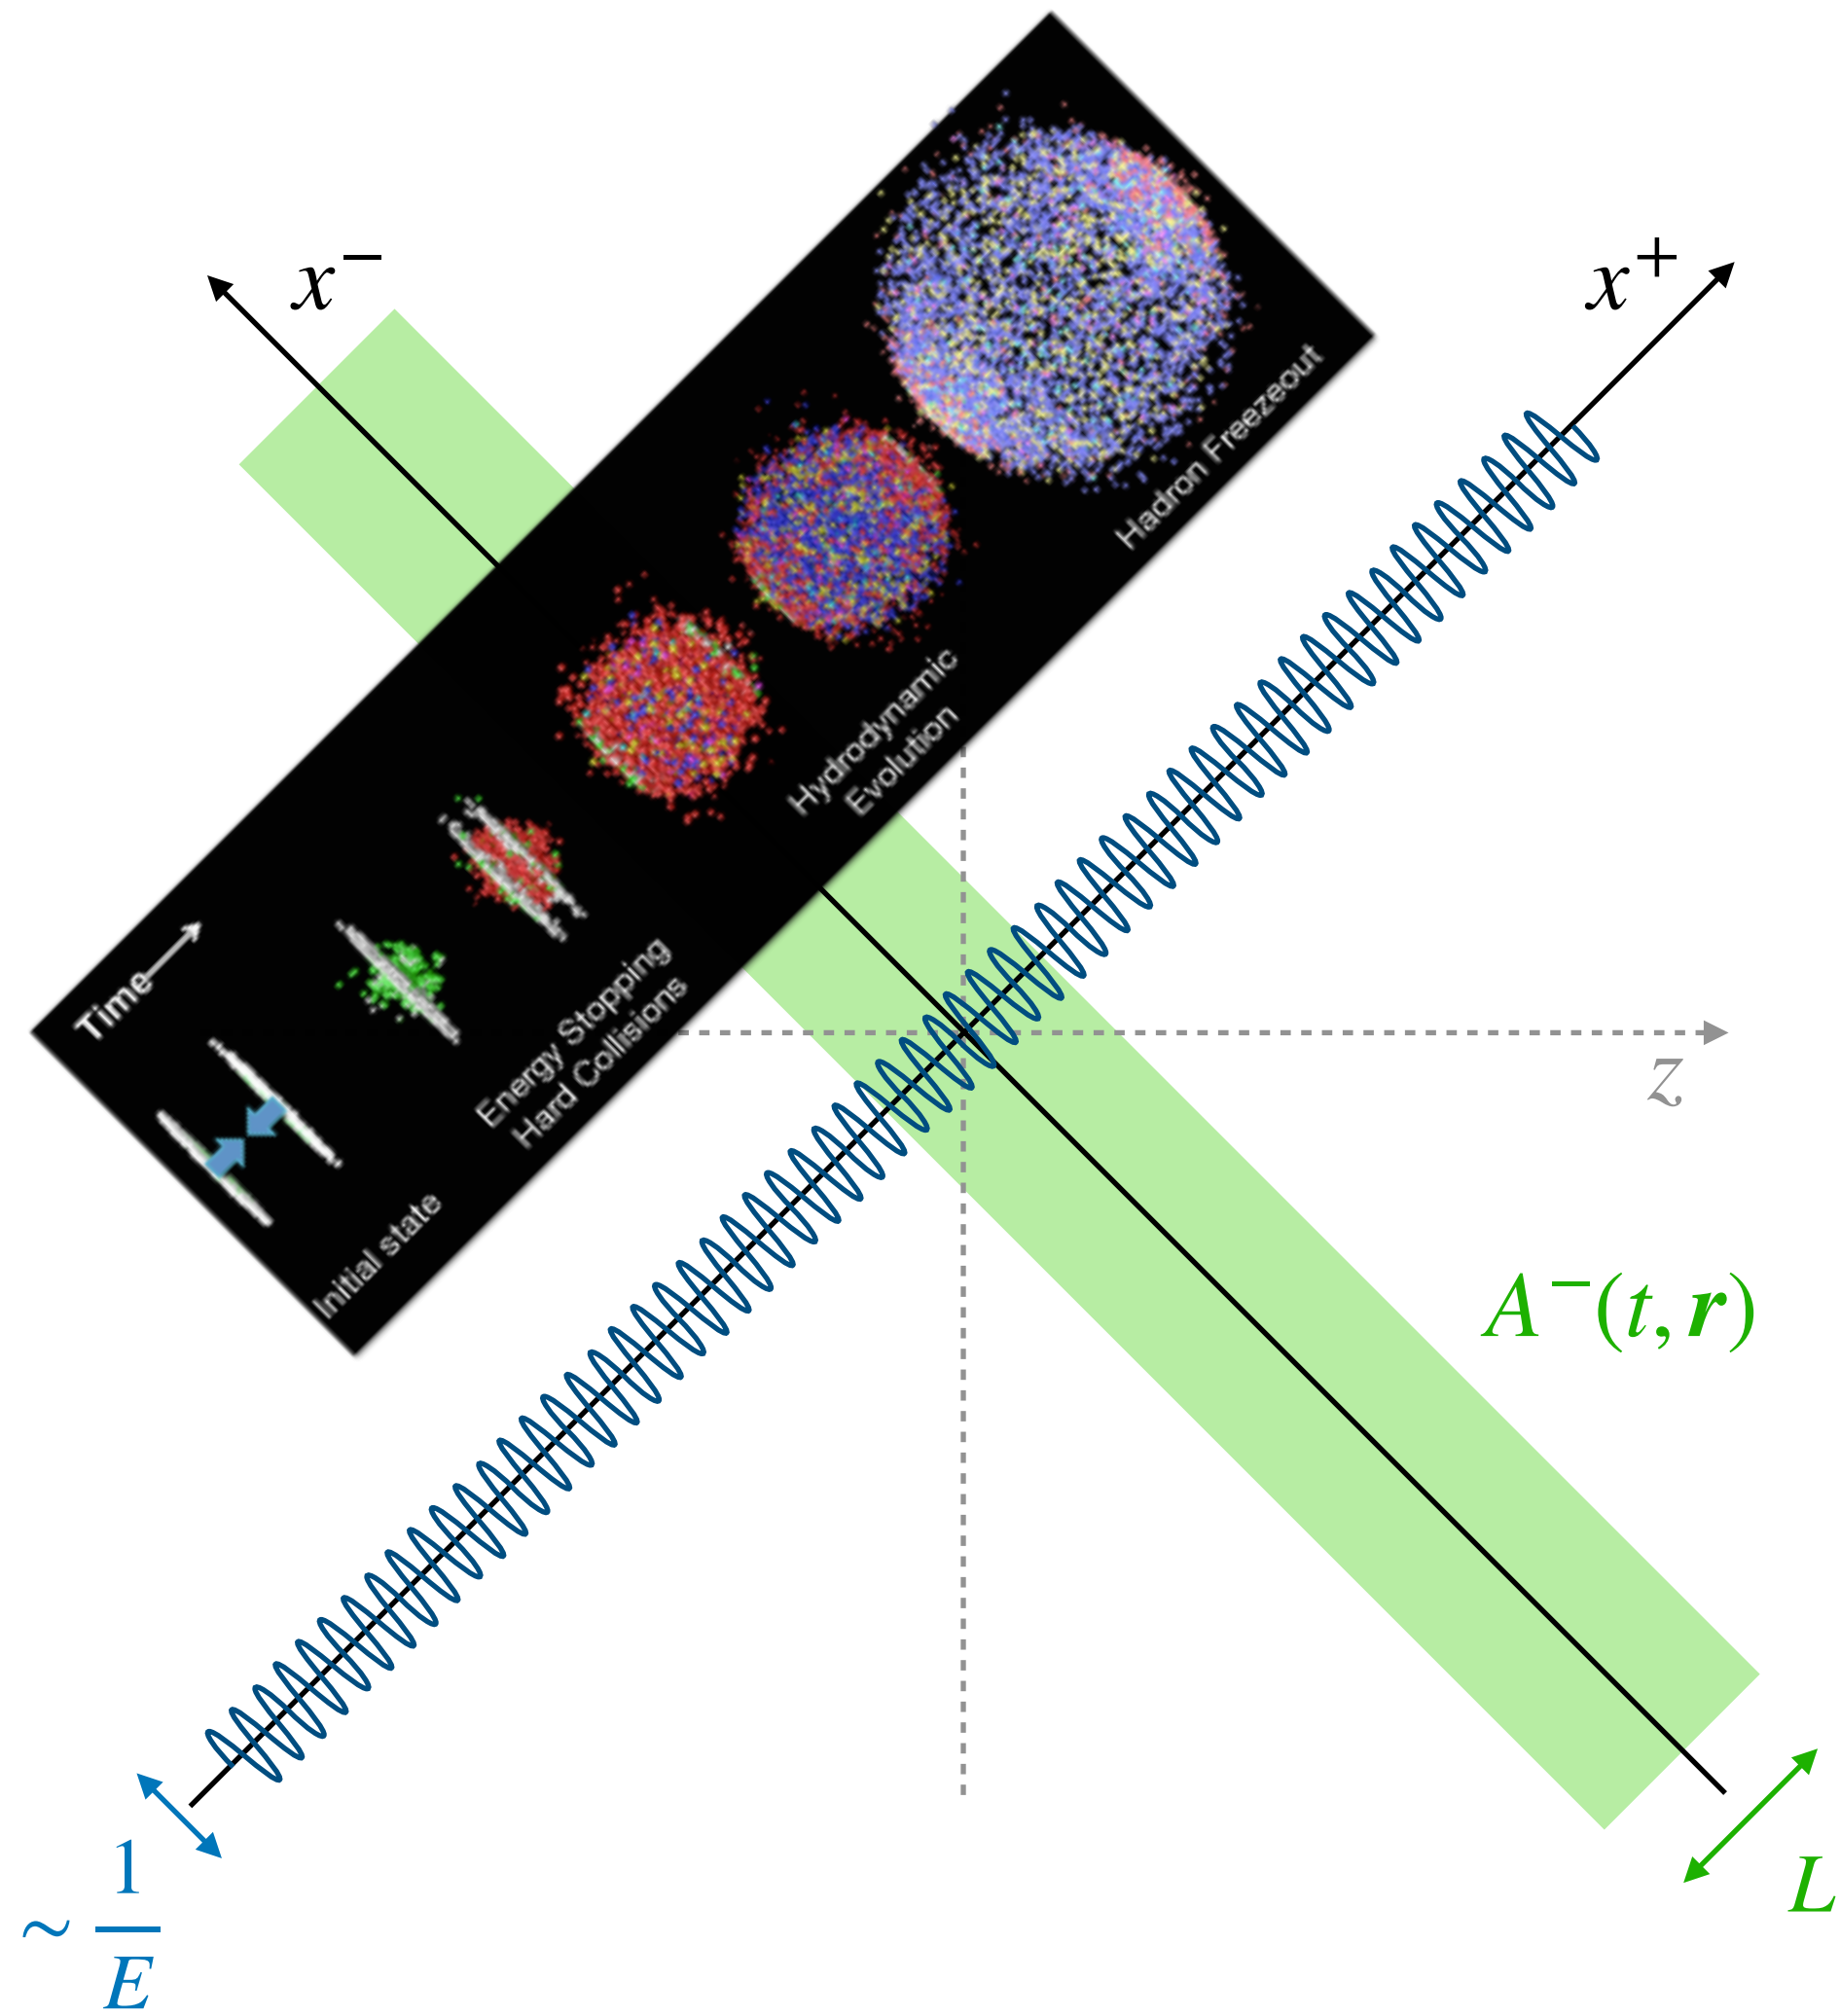 x⁻
x⁺
Time
Initial state
Energy Stopping
Hard Collisions
Hydrodynamic
Evolution
Hadron Freezeout
z
A⁻(t, r)
~ 1/E
L